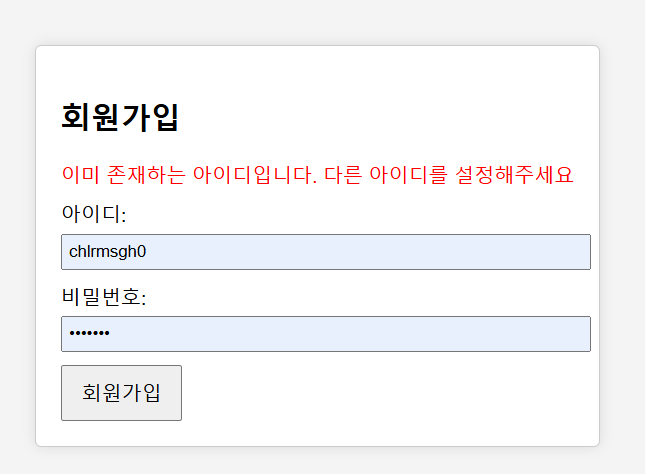 회원가입
이미 존재하는 아이디입니다. 다른 아이디를 설정해주세요
아이디:
chlrmsgh0
비밀번호:
•••••••
회원가입